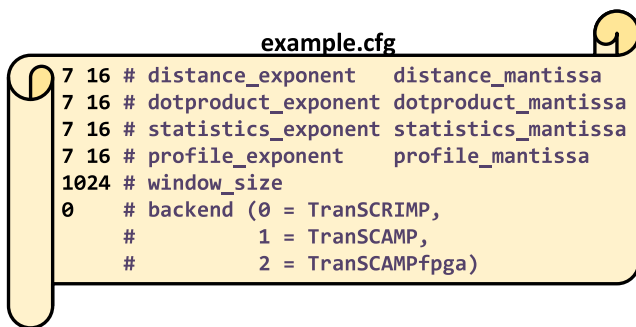 example.cfg
7 16 # distance_exponent   distance_mantissa
7 16 # dotproduct_exponent dotproduct_mantissa
7 16 # statistics_exponent statistics_mantissa
7 16 # profile_exponent    profile_mantissa
1024 # window_size
0    # backend (0 = TranSCRIMP,
     #          1 = TranSCAMP,
     #          2 = TranSCAMPfpga)